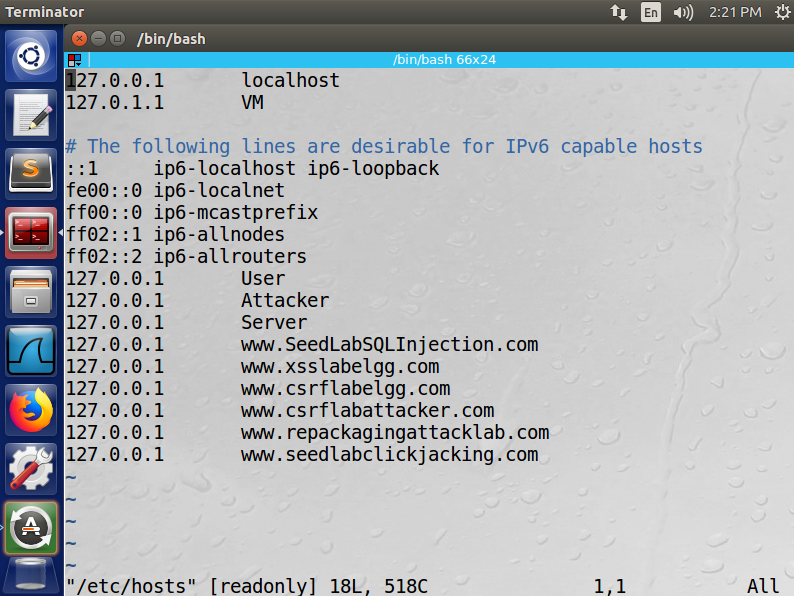 Terminator
En
2:21 PM
/bin/bash
/bin/bash 66x24
127.0.0.1 localhost
127.0.1.1 VM
# The following lines are desirable for IPv6 capable hosts
::1 ip6-localhost ip6-loopback
fe00::0 ip6-localnet
ff00::0 ip6-mcastprefix
ff02::1 ip6-allnodes
ff02::2 ip6-allrouters
127.0.0.1 User
127.0.0.1 Attacker
127.0.0.1 Server
127.0.0.1 www.SeedLabSQLInjection.com
127.0.0.1 www.xsslabelgg.com
127.0.0.1 www.csrflabelgg.com
127.0.0.1 www.csrflabattacker.com
127.0.0.1 www.repackagingattacklab.com
127.0.0.1 www.seedlabclickjacking.com
~
~
~
~
~
"/etc/hosts" [readonly] 18L, 518C 1,1 All